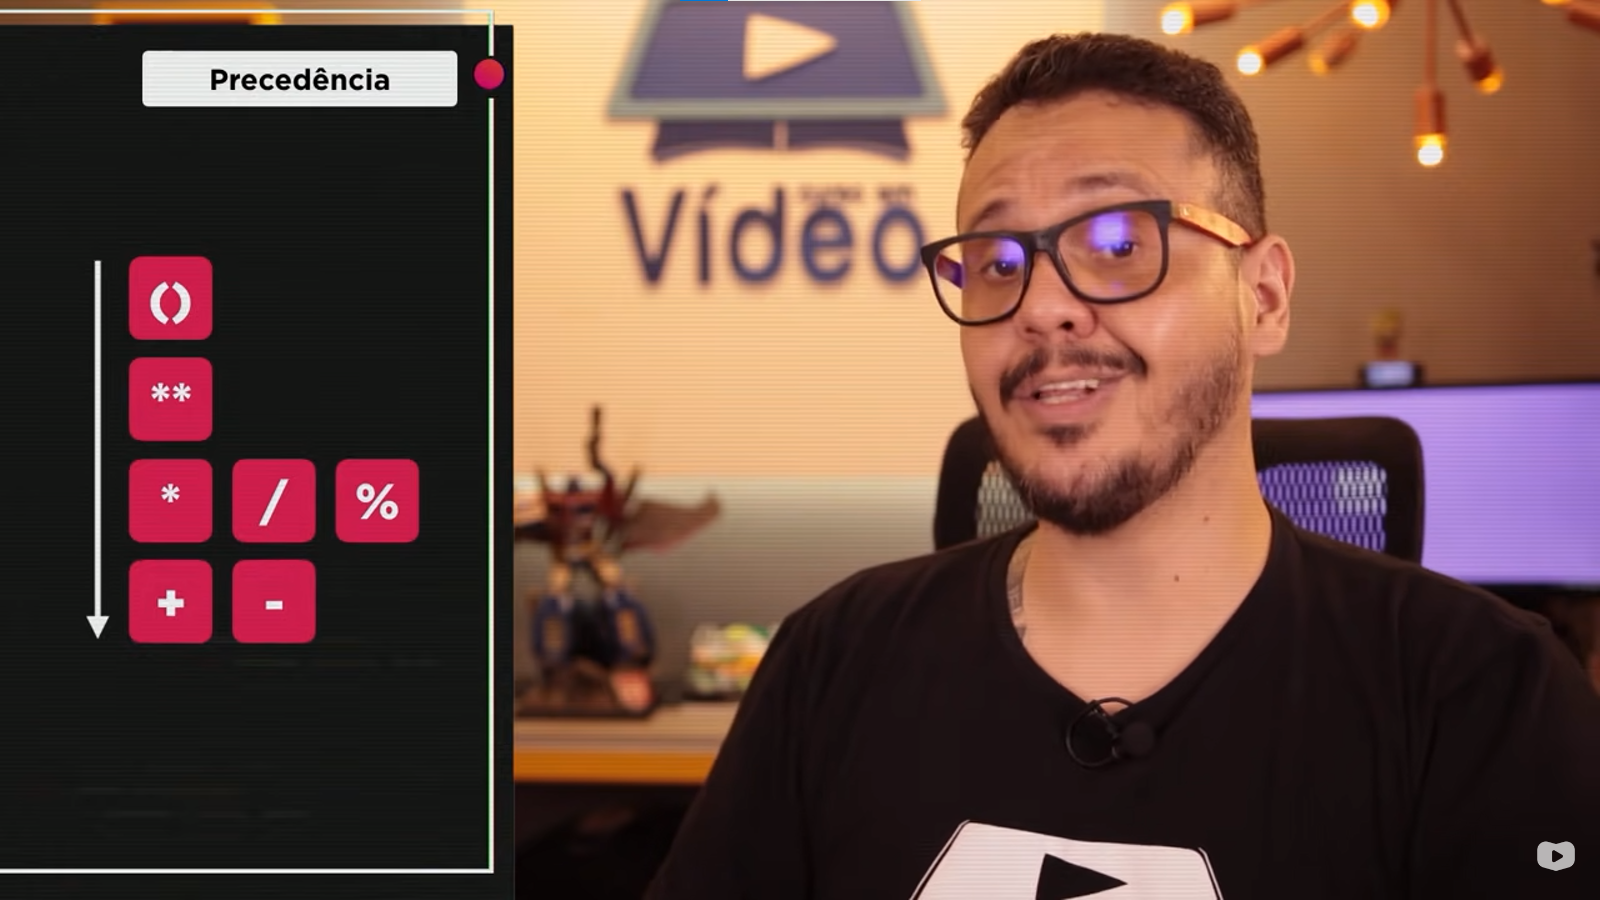 Precedência
()
**
* / %
+ -
Vídeo